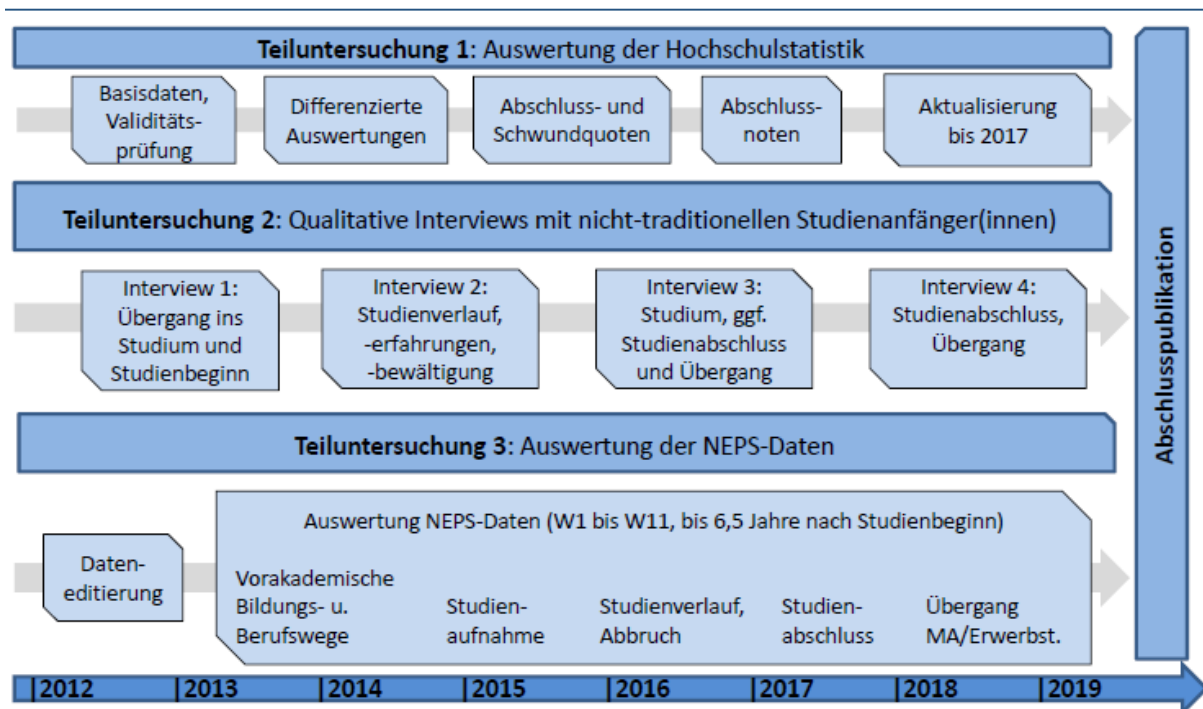 Teiluntersuchung 1: Auswertung der Hochschulstatistik
Basisdaten,
Validitäts-
prüfung
Differenzierte
Auswertungen
Abschluss- und
Schwundquoten
Abschluss-
noten
Aktualisierung
bis 2017
Teiluntersuchung 2: Qualitative Interviews mit nicht-traditionellen Studienanfänger(innen)
Interview 1:
Übergang ins
Studium und
Studienbeginn
Interview 2:
Studienverlauf,
-erfahrungen,
-bewältigung
Interview 3:
Studium, ggf.
Studienabschluss
und Übergang
Interview 4:
Studienabschluss,
Übergang
Teiluntersuchung 3: Auswertung der NEPS-Daten
Daten-
editierung
Auswertung NEPS-Daten (W1 bis W11, bis 6,5 Jahre nach Studienbeginn)
Vorakademische
Bildungs- u.
Berufswege
Studien-
aufnahme
Studienverlauf,
Abbruch
Studien-
abschluss
Übergang
MA/Erwerbst.
Abschlusspublikation
|2012 |2013 |2014 |2015 |2016 |2017 |2018 |2019